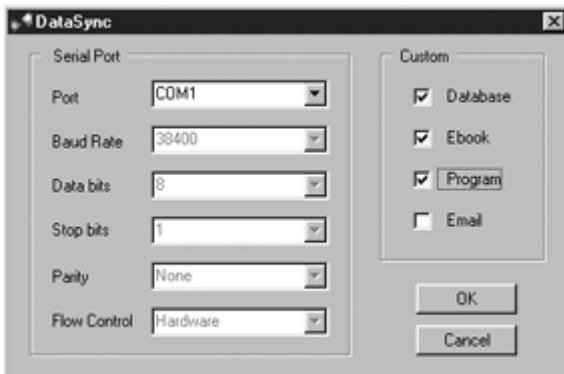 DataSync
Serial Port
Port COM1
Baud Rate 38400
Data bits 8
Stop bits 1
Parity None
Flow Control Hardware
Custom
Database
Ebook
Program
Email
OK
Cancel